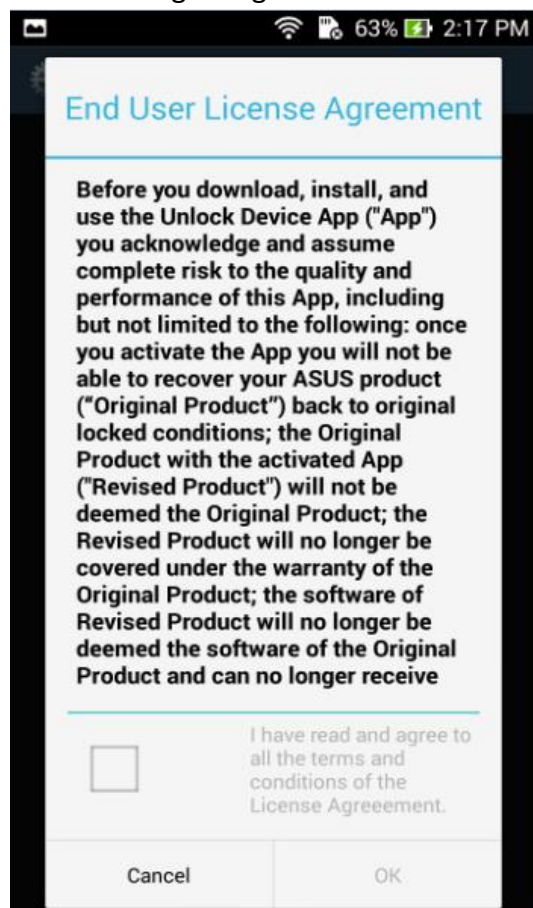 63% 2:17 PM
End User License Agreement
Before you download, install, and
use the Unlock Device App ("App")
you acknowledge and assume
complete risk to the quality and
performance of this App, including
but not limited to the following: once
you activate the App you will not be
able to recover your ASUS product
(“Original Product”) back to original
locked conditions; the Original
Product with the activated App
("Revised Product") will not be
deemed the Original Product; the
Revised Product will no longer be
covered under the warranty of the
Original Product; the software of
Revised Product will no longer be
deemed the software of the Original
Product and can no longer receive
I have read and agree to
all the terms and
conditions of the
License Agreeement.
Cancel OK